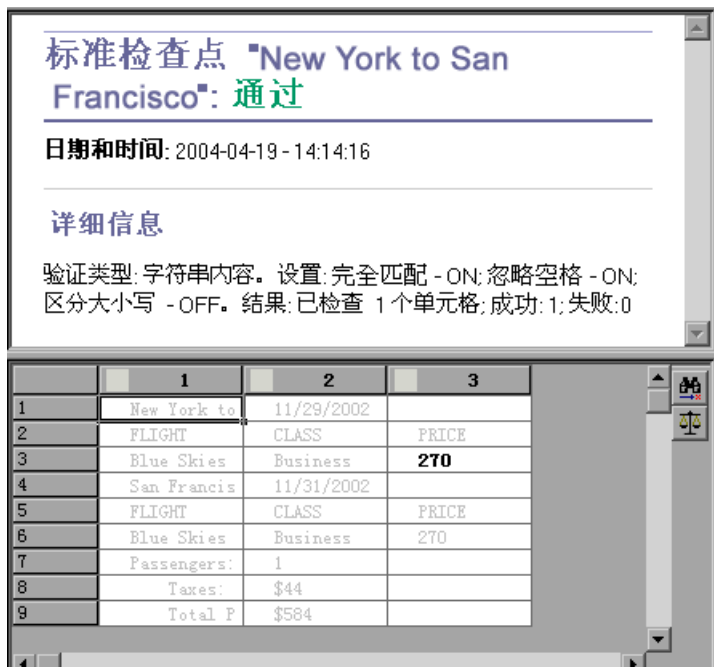 标准检查点 "New York to San
Francisco": 通过
日期和时间: 2004-04-19 - 14:14:16
详细信息
验证类型: 字符串内容。设置: 完全匹配 - ON; 忽略空格 - ON;
区分大小写 - OFF。结果: 已检查 1 个单元格; 成功: 1; 失败: 0
1 2 3
1 New York to 11/29/2002
2 FLIGHT CLASS PRICE
3 Blue Skies Business 270
4 San Francis 11/31/2002
5 FLIGHT CLASS PRICE
6 Blue Skies Business 270
7 Passengers: 1
8 Taxes: $44
9 Total P $584